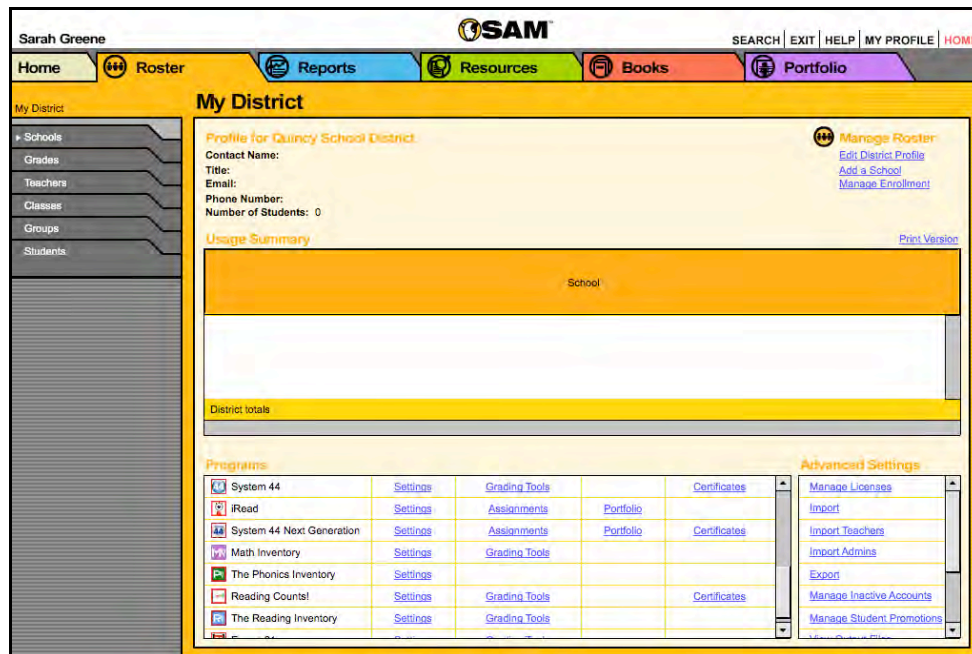 Sarah Greene
SAM
SEARCH | EXIT | HELP | MY PROFILE | HOME
Home Roster Reports Resources Books Portfolio
My District
My District
Schools
Grades
Teachers
Classes
Groups
Students
Profile for Quincy School District
Contact Name:
Title:
Email:
Phone Number:
Number of Students: 0
Manage Roster
Edit District Profile
Add a School
Manage Enrollment
Usage Summary
Print Version
School
District totals
Programs
System 44 Settings Grading Tools Certificates
iRead Settings Assignments Portfolio
System 44 Next Generation Settings Assignments Portfolio Certificates
Math Inventory Settings Grading Tools
The Phonics Inventory Settings
Reading Counts! Settings Grading Tools Certificates
The Reading Inventory Settings Grading Tools
Advanced Settings
Manage Licenses
Import
Import Teachers
Import Admins
Export
Manage Inactive Accounts
Manage Student Promotions